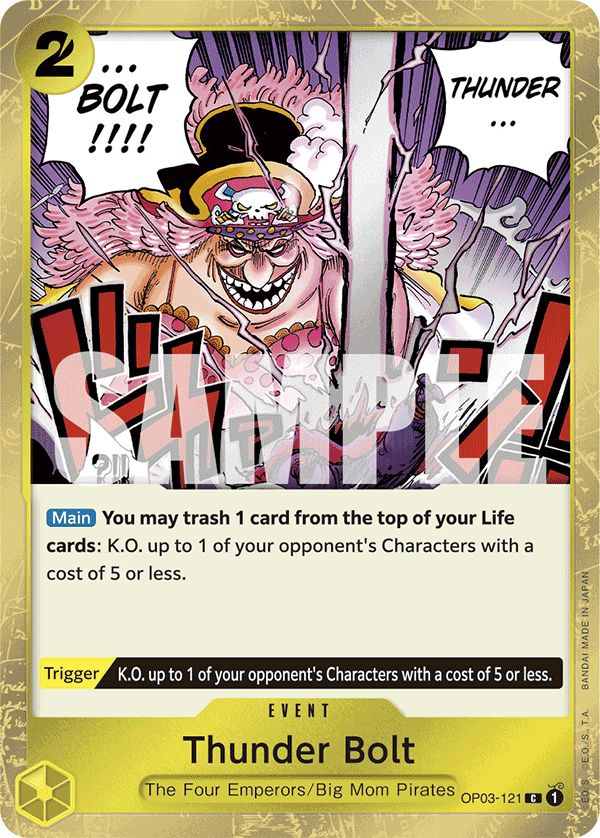 2
...
BOLT
!!!!
THUNDER
...
SAMPLE
?!!
Main You may trash 1 card from the top of your Life
cards: K.O. up to 1 of your opponent's Characters with a
cost of 5 or less.
Trigger K.O. up to 1 of your opponent's Characters with a cost of 5 or less.
EVENT
Thunder Bolt
The Four Emperors/Big Mom Pirates
OP03-121 C 1
©E.O./S, T.A. BANDAI MADE IN JAPAN